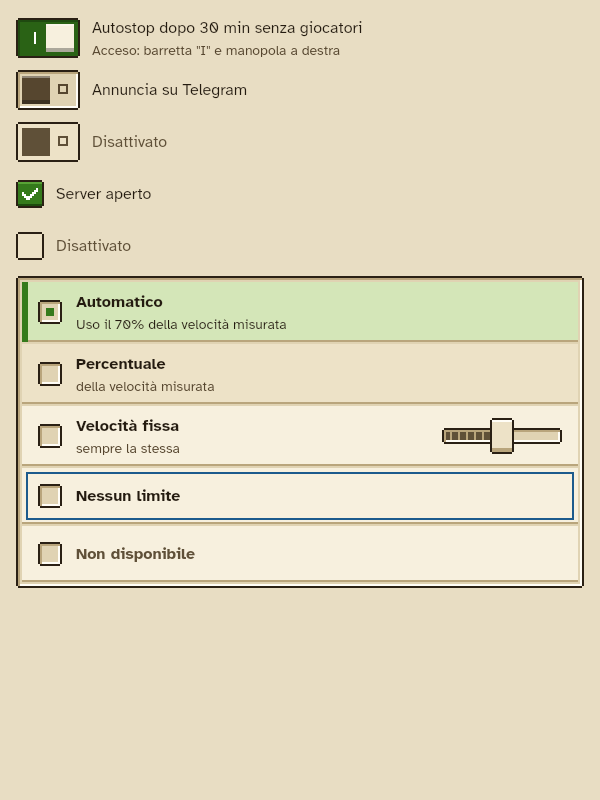 Autostop dopo 30 min senza giocatori
Acceso: barretta "I" e manopola a destra
Annuncia su Telegram
Disattivato
Server aperto
Disattivato
Automatico
Uso il 70% della velocità misurata
Percentuale
della velocità misurata
Velocità fissa
sempre la stessa
Nessun limite
Non disponibile